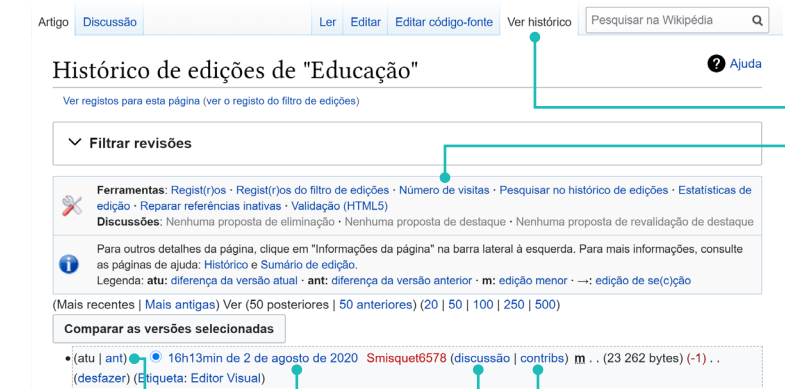 Artigo Discussão Ler Editar Editar código-fonte Ver histórico Pesquisar na Wikipédia
Histórico de edições de "Educação" ? Ajuda
Ver registos para esta página (ver o registo do filtro de edições)
Filtrar revisões
Ferramentas: Regist(r)os · Regist(r)os do filtro de edições · Número de visitas · Pesquisar no histórico de edições · Estatísticas de
edição · Reparar referências inativas · Validação (HTML5)
Discussões: Nenhuma proposta de eliminação · Nenhuma proposta de destaque · Nenhuma proposta de revalidação de destaque
Para outros detalhes da página, clique em "Informações da página" na barra lateral à esquerda. Para mais informações, consulte
as páginas de ajuda: Histórico e Sumário de edição.
Legenda: atu: diferença da versão atual · ant: diferença da versão anterior · m: edição menor · →: edição de se(c)ção
(Mais recentes | Mais antigas) Ver (50 posteriores | 50 anteriores) (20 | 50 | 100 | 250 | 500)
Comparar as versões selecionadas
• (atu | ant) 16h13min de 2 de agosto de 2020 Smisquet6578 (discussão | contribs) m . . (23 262 bytes) (-1) . .
(desfazer) (Etiqueta: Editor Visual)